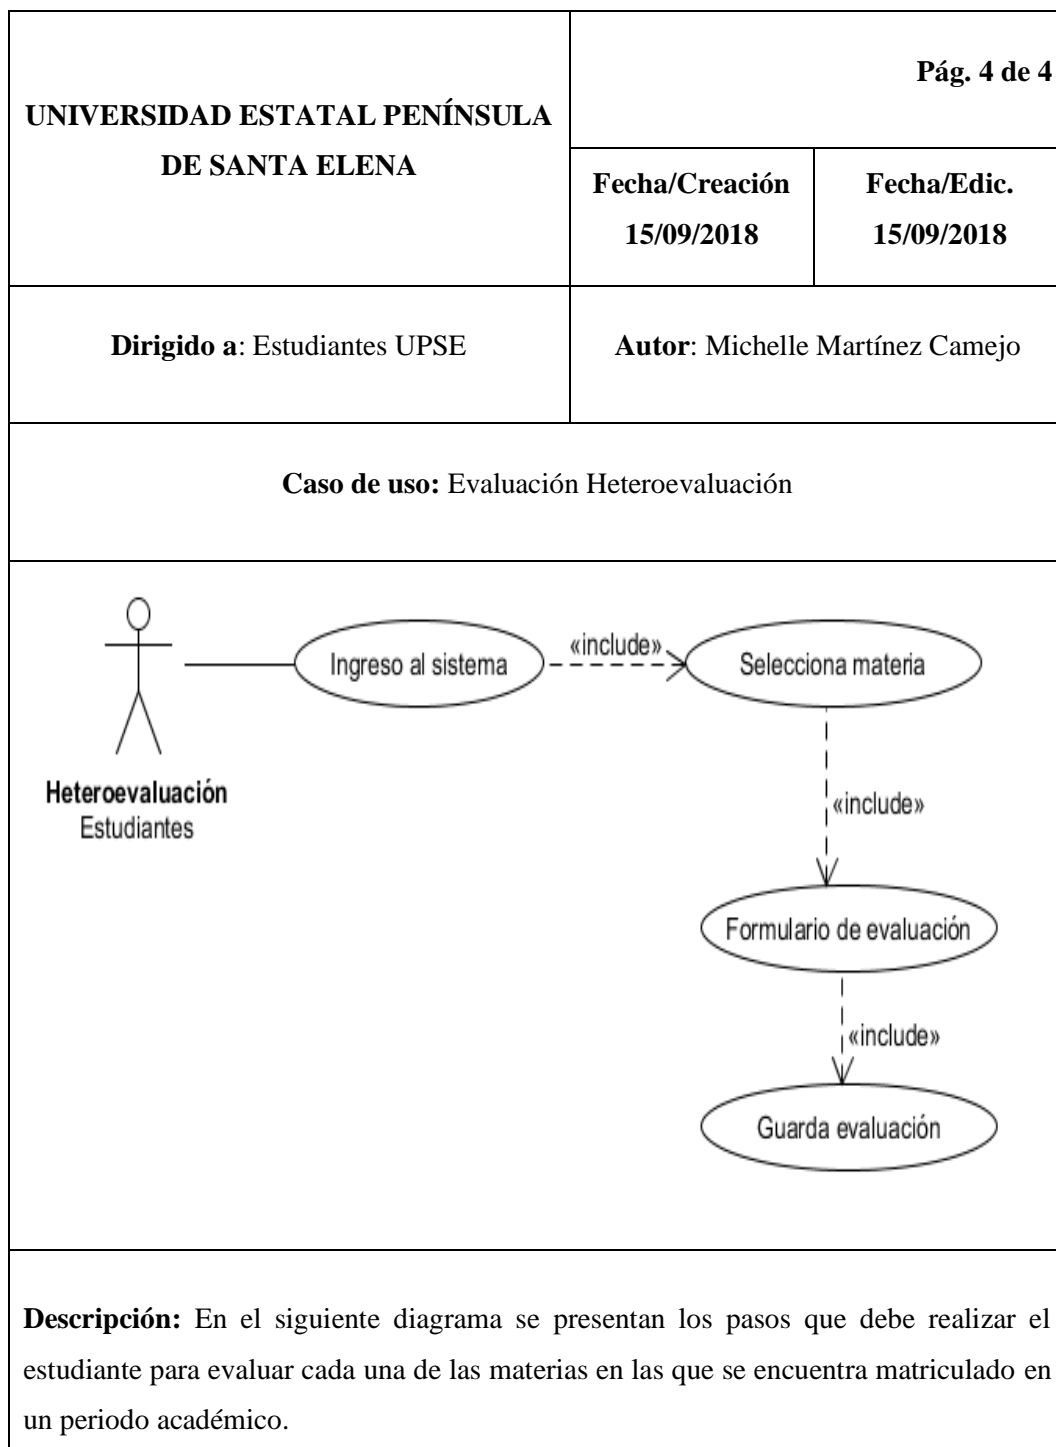 UNIVERSIDAD ESTATAL PENÍNSULA
DE SANTA ELENA
Pág. 4 de 4
Fecha/Creación
15/09/2018
Fecha/Edic.
15/09/2018
Dirigido a: Estudiantes UPSE
Autor: Michelle Martínez Camejo
Caso de uso: Evaluación Heteroevaluación
Ingreso al sistema
«include»
Selecciona materia
Heteroevaluación
Estudiantes
«include»
Formulario de evaluación
«include»
Guarda evaluación
Descripción: En el siguiente diagrama se presentan los pasos que debe realizar el
estudiante para evaluar cada una de las materias en las que se encuentra matriculado en
un periodo académico.